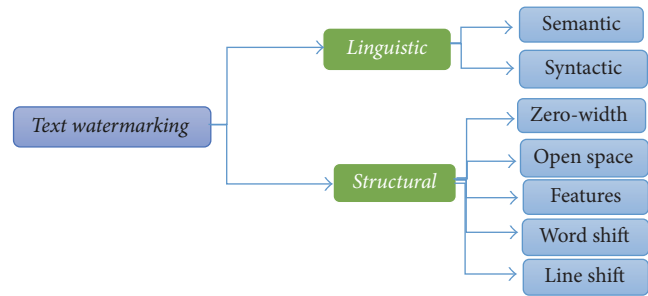 Text watermarking
Linguistic
Semantic
Syntactic
Structural
Zero-width
Open space
Features
Word shift
Line shift